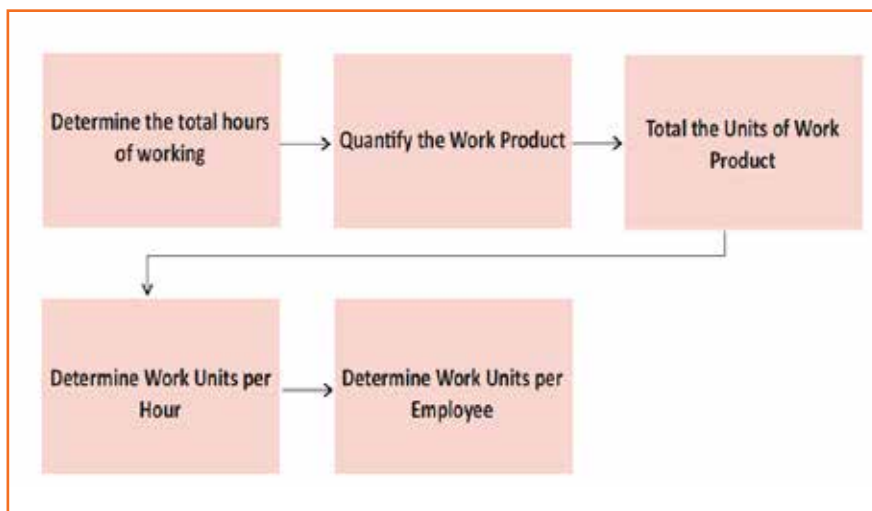 Determine the total hours
of working
Quantify the Work Product
Total the Units of Work
Product
Determine Work Units per
Hour
Determine Work Units per
Employee